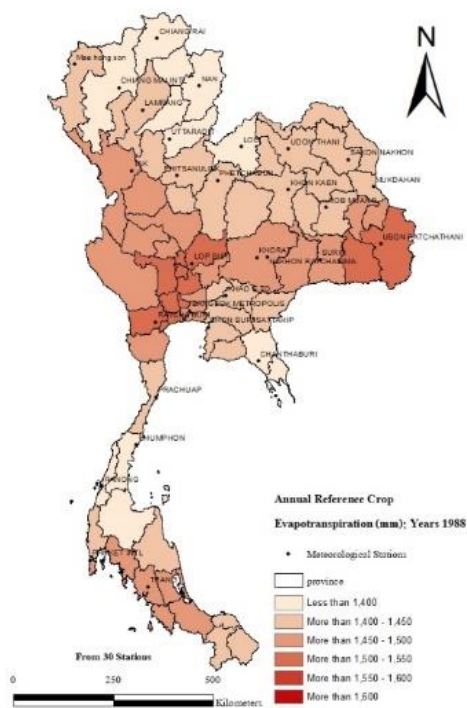 CHIANG RAI
N
Mae hong son
CHIANG MAI INTL
NAN
LAMPANG
UTTARADIT
UDON THANI
SAKON NAKHON
PHITSANULOK
PHETCHABUN
KHON KAEN
MUKDAHAN
UBON RATCHATHANI
LOP BURI
KHORAT
NAKHON RATCHASIMA
SURIN
BANGKOK METROPOLIS
CHANTHABURI
PRACHUAP
CHUMPHON
RANONG
Annual Reference Crop
Evapotranspiration (mm); Years 1988
Meteorological Stations
province
Less than 1,400
More than 1,400 - 1,450
More than 1,450 - 1,500
More than 1,500 - 1,550
More than 1,550 - 1,600
More than 1,600
From 30 Stations
0 250 500
Kilometers